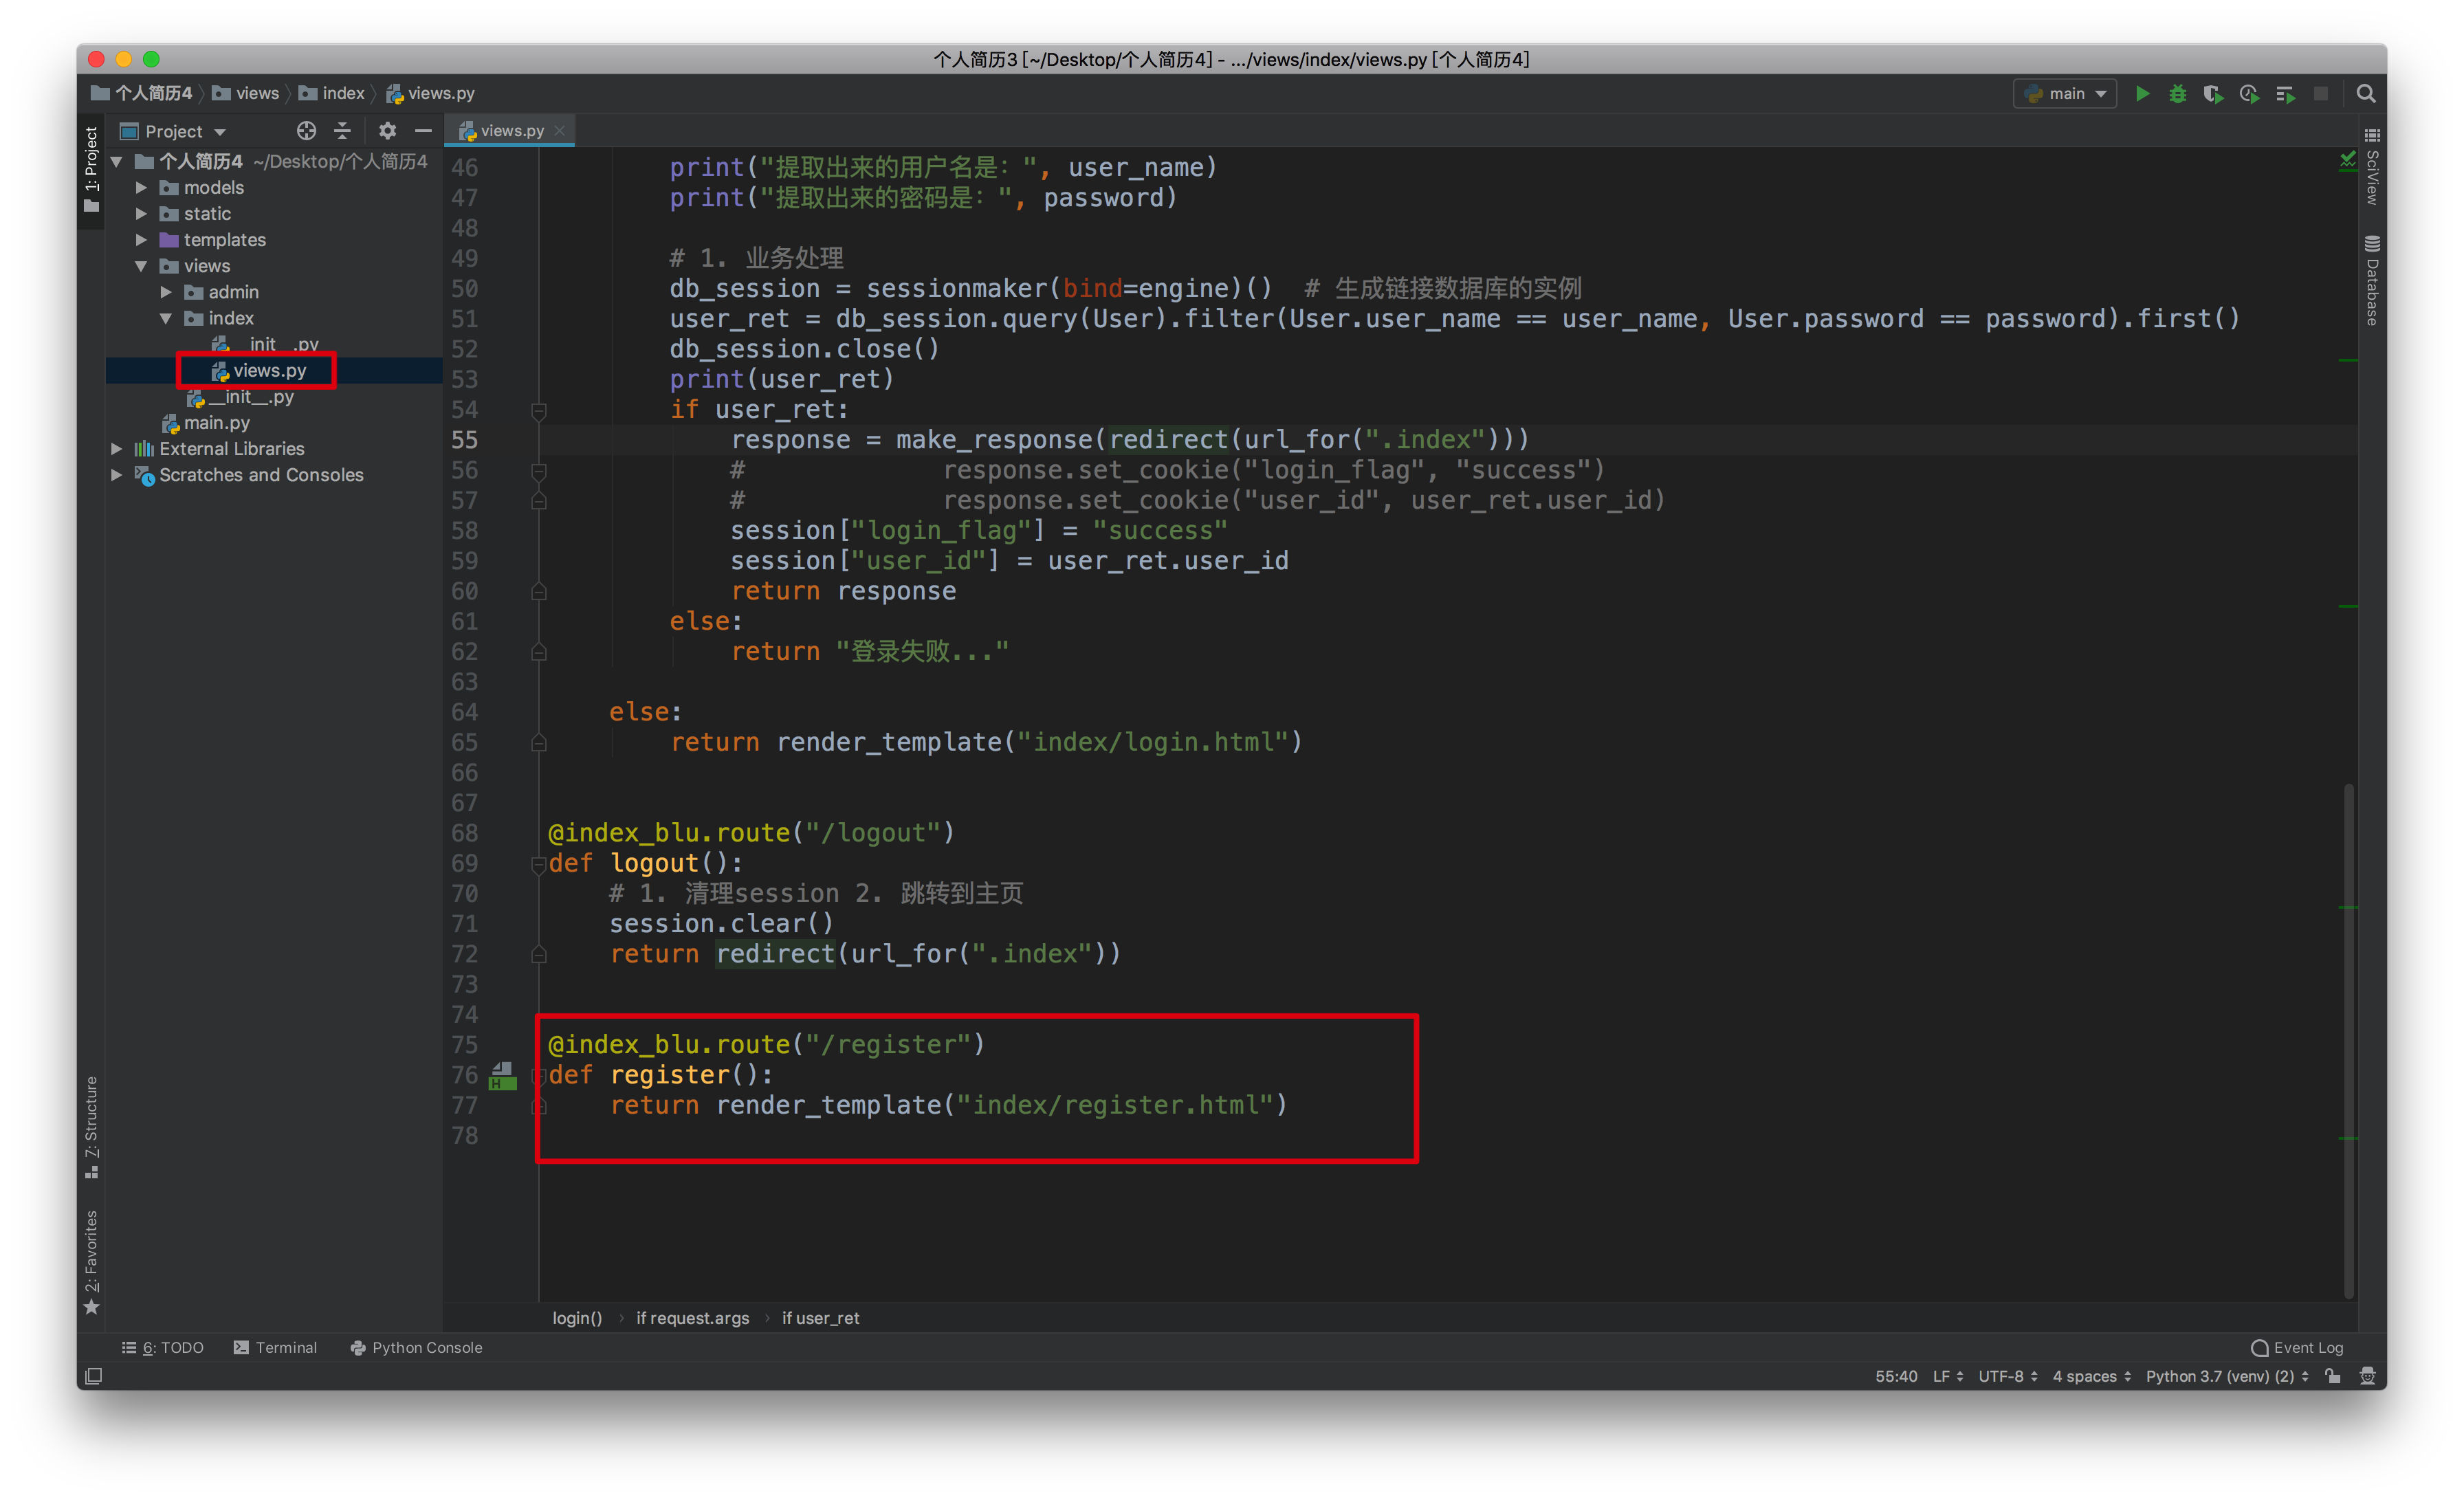 个人简历3 [~/Desktop/个人简历4] - .../views/index/views.py [个人简历4]
个人简历4 views index views.py
main
1: Project
Project
views.py
个人简历4 ~/Desktop/个人简历4
models
static
templates
views
admin
index
__init__.py
views.py
__init__.py
main.py
External Libraries
Scratches and Consoles
46 print("提取出来的用户名是：", user_name)
47 print("提取出来的密码是：", password)
48
49 # 1. 业务处理
50 db_session = sessionmaker(bind=engine)()  # 生成链接数据库的实例
51 user_ret = db_session.query(User).filter(User.user_name == user_name, User.password == password).first()
52 db_session.close()
53 print(user_ret)
54 if user_ret:
55 response = make_response(redirect(url_for(".index")))
56 #             response.set_cookie("login_flag", "success")
57 #             response.set_cookie("user_id", user_ret.user_id)
58 session["login_flag"] = "success"
59 session["user_id"] = user_ret.user_id
60 return response
61 else:
62 return "登录失败..."
63
64 else:
65 return render_template("index/login.html")
66
67
68 @index_blu.route("/logout")
69 def logout():
70 # 1. 清理session 2. 跳转到主页
71 session.clear()
72 return redirect(url_for(".index"))
73
74
75 @index_blu.route("/register")
76 def register():
77 return render_template("index/register.html")
78
SciView
Database
7: Structure
2: Favorites
login() › if request.args › if user_ret
6: TODO Terminal Python Console Event Log
55:40 LF UTF-8 4 spaces Python 3.7 (venv) (2)